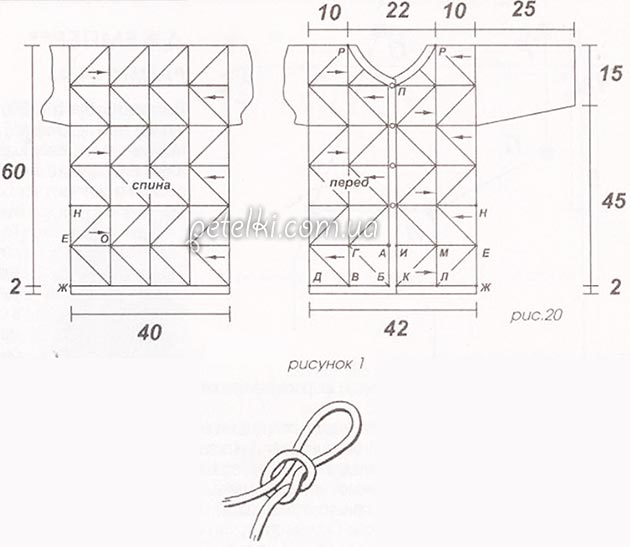 10 22 10 25
Р Р
15
П
60
спина перед
petelki.com.ua
45
Н Н
Е О Г А И М Е
Д В Б К Л
2 Ж Ж 2
40 42
рис.20
рисунок 1